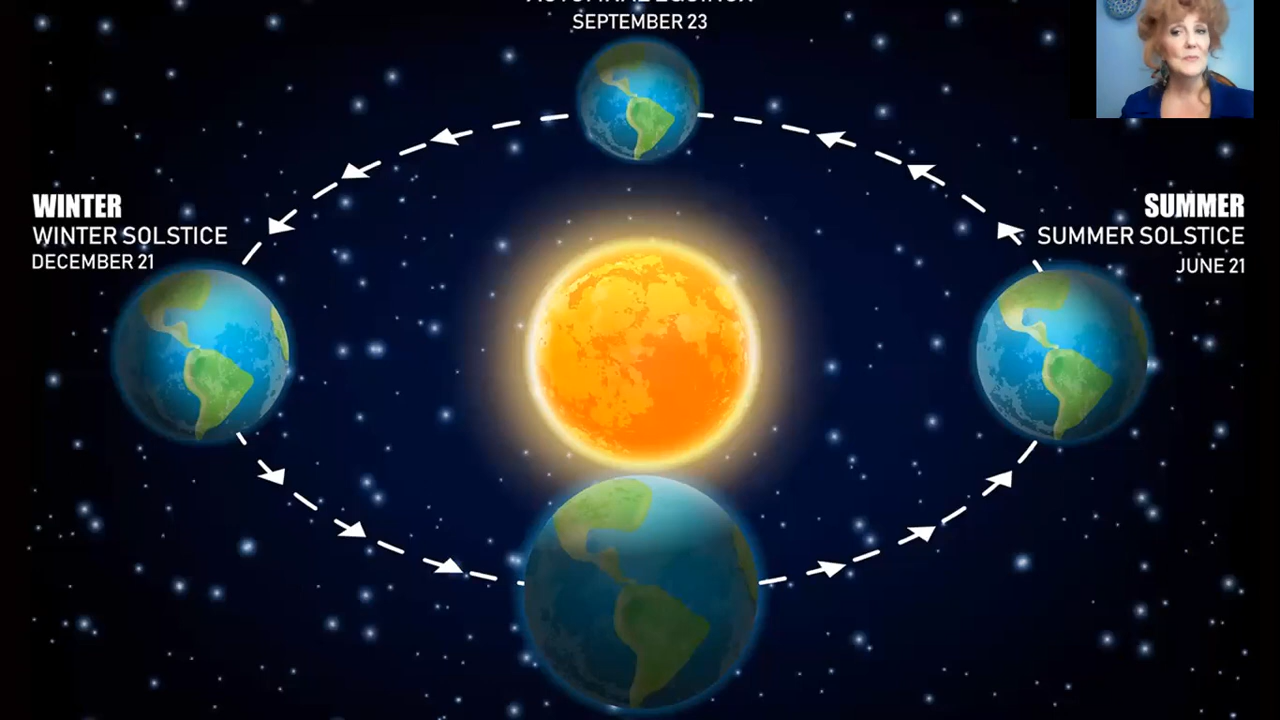 SEPTEMBER 23
WINTER
WINTER SOLSTICE
DECEMBER 21
SUMMER
SUMMER SOLSTICE
JUNE 21